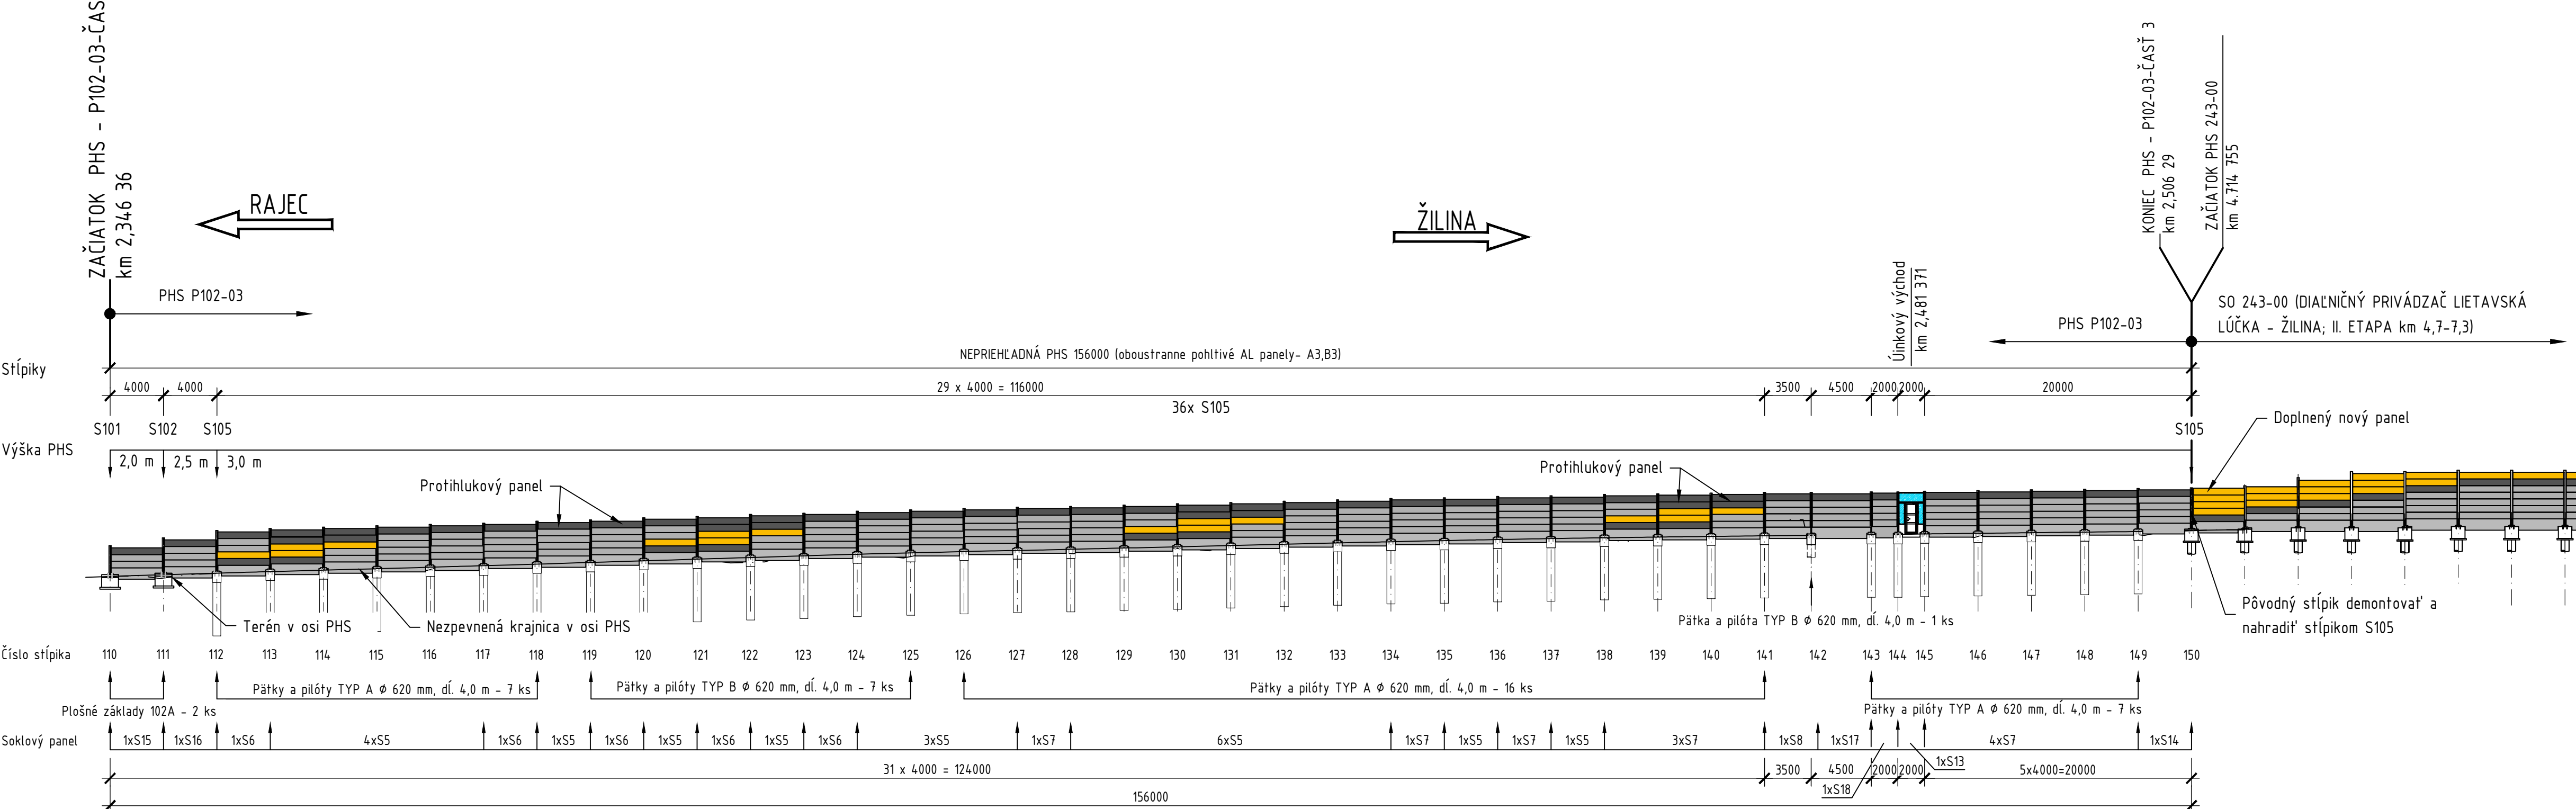 ZAČIATOK PHS - P102-03-ČAS
km 2,346 36
RAJEC
ŽILINA
KONIEC PHS - P102-03-ČASŤ 3
km 2,506 29
ZAČIATOK PHS 243-00
km 4.714 755
PHS P102-03
Úinkový východ
km 2,481 371
PHS P102-03
SO 243-00 (DIAĽNIČNÝ PRIVÁDZAČ LIETAVSKÁ
LÚČKA - ŽILINA; II. ETAPA km 4,7-7,3)
Stĺpiky
NEPRIEHĽADNÁ PHS 156000 (oboustranne pohltivé AL panely- A3,B3)
4000 4000 29 x 4000 = 116000 3500 4500 2000 2000 20000
36x S105
S101 S102 S105 S105
Doplnený nový panel
Výška PHS
2,0 m 2,5 m 3,0 m
Protihlukový panel
Protihlukový panel
Terén v osi PHS
Nezpevnená krajnica v osi PHS
Pätka a pilóta TYP B ϕ 620 mm, dĺ. 4,0 m - 1 ks
Pôvodný stĺpik demontovať a
nahradiť stĺpikom S105
Číslo stĺpika 110 111 112 113 114 115 116 117 118 119 120 121 122 123 124 125 126 127 128 129 130 131 132 133 134 135 136 137 138 139 140 141 142 143 144 145 146 147 148 149 150
Plošné základy 102A - 2 ks
Pätky a pilóty TYP A ϕ 620 mm, dĺ. 4,0 m - 7 ks
Pätky a pilóty TYP B ϕ 620 mm, dĺ. 4,0 m - 7 ks
Pätky a pilóty TYP A ϕ 620 mm, dĺ. 4,0 m - 16 ks
Pätky a pilóty TYP A ϕ 620 mm, dĺ. 4,0 m - 7 ks
Soklový panel 1xS15 1xS16 1xS6 4xS5 1xS6 1xS5 1xS6 1xS5 1xS6 1xS5 1xS6 3xS5 1xS7 6xS5 1xS7 1xS5 1xS7 1xS5 3xS7 1xS8 1xS17 4xS7 1xS14
1xS18
1xS13
31 x 4000 = 124000 3500 4500 2000 2000 5x4000=20000
156000